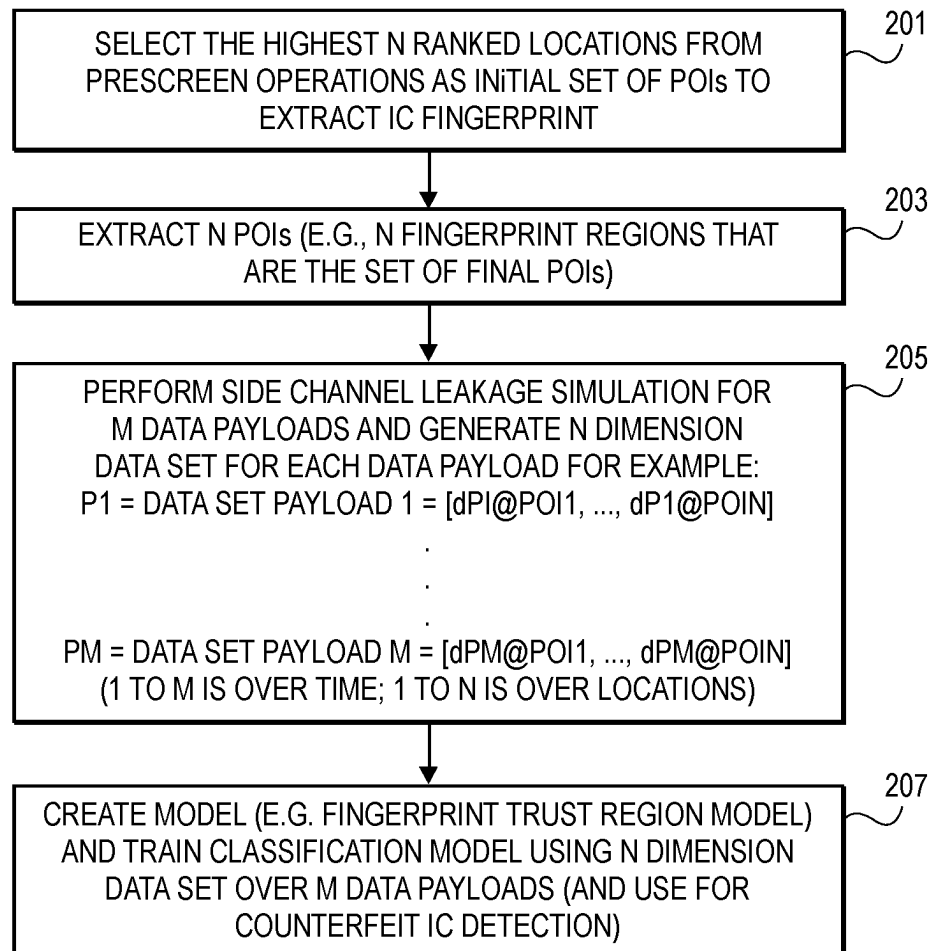 201
SELECT THE HIGHEST N RANKED LOCATIONS FROM
PRESCREEN OPERATIONS AS INiTIAL SET OF POIs TO
EXTRACT IC FINGERPRINT
203
EXTRACT N POIs (E.G., N FINGERPRINT REGIONS THAT
ARE THE SET OF FINAL POIs)
205
PERFORM SIDE CHANNEL LEAKAGE SIMULATION FOR
M DATA PAYLOADS AND GENERATE N DIMENSION
DATA SET FOR EACH DATA PAYLOAD FOR EXAMPLE:
P1 = DATA SET PAYLOAD 1 = [dPI@POI1, ..., dP1@POIN]
.
.
.
PM = DATA SET PAYLOAD M = [dPM@POI1, ..., dPM@POIN]
(1 TO M IS OVER TIME; 1 TO N IS OVER LOCATIONS)
207
CREATE MODEL (E.G. FINGERPRINT TRUST REGION MODEL)
AND TRAIN CLASSIFICATION MODEL USING N DIMENSION
DATA SET OVER M DATA PAYLOADS (AND USE FOR
COUNTERFEIT IC DETECTION)